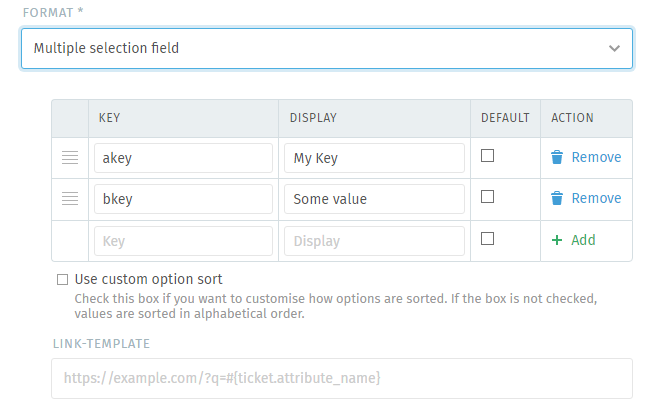 FORMAT *
Multiple selection field
KEY DISPLAY DEFAULT ACTION
akey My Key Remove
bkey Some value Remove
Key Display Add
Use custom option sort
Check this box if you want to customise how options are sorted. If the box is not checked,
values are sorted in alphabetical order.
LINK-TEMPLATE
https://example.com/?q=#{ticket.attribute_name}